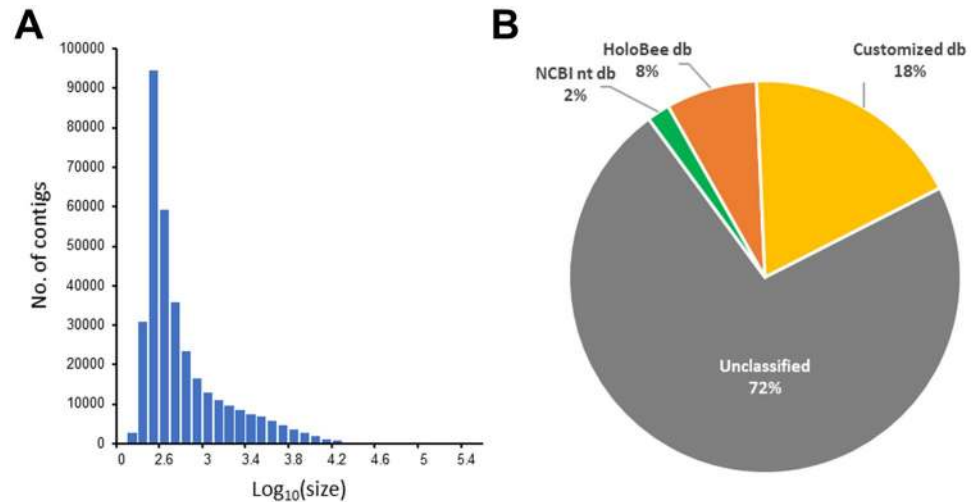 A
No. of contigs
100000
90000
80000
70000
60000
50000
40000
30000
20000
10000
0
0 2.6 3 3.4 3.8 4.2 4.6 5 5.4
Log₁₀(size)
B
HoloBee db
8%
NCBI nt db
2%
Customized db
18%
Unclassified
72%